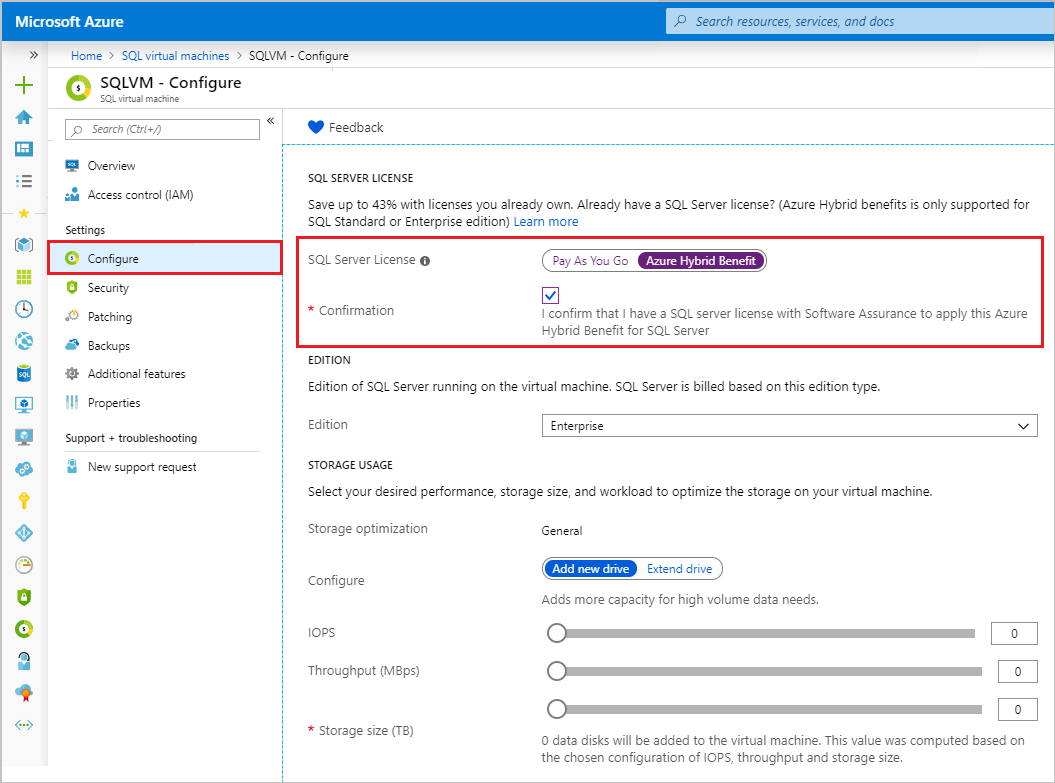 Microsoft Azure
Search resources, services, and docs
Home > SQL virtual machines > SQLVM - Configure
SQLVM - Configure
SQL virtual machine
Search (Ctrl+/)
Overview
Access control (IAM)
Settings
Configure
Security
Patching
Backups
Additional features
Properties
Support + troubleshooting
New support request
Feedback
SQL SERVER LICENSE
Save up to 43% with licenses you already own. Already have a SQL Server license? (Azure Hybrid benefits is only supported for
SQL Standard or Enterprise edition) Learn more
SQL Server License
Pay As You Go Azure Hybrid Benefit
* Confirmation
I confirm that I have a SQL server license with Software Assurance to apply this Azure
Hybrid Benefit for SQL Server
EDITION
Edition of SQL Server running on the virtual machine. SQL Server is billed based on this edition type.
Edition
Enterprise
STORAGE USAGE
Select your desired performance, storage size, and workload to optimize the storage on your virtual machine.
Storage optimization
General
Configure
Add new drive Extend drive
Adds more capacity for high volume data needs.
IOPS
0
Throughput (MBps)
0
* Storage size (TB)
0
0 data disks will be added to the virtual machine. This value was computed based on
the chosen configuration of IOPS, throughput and storage size.